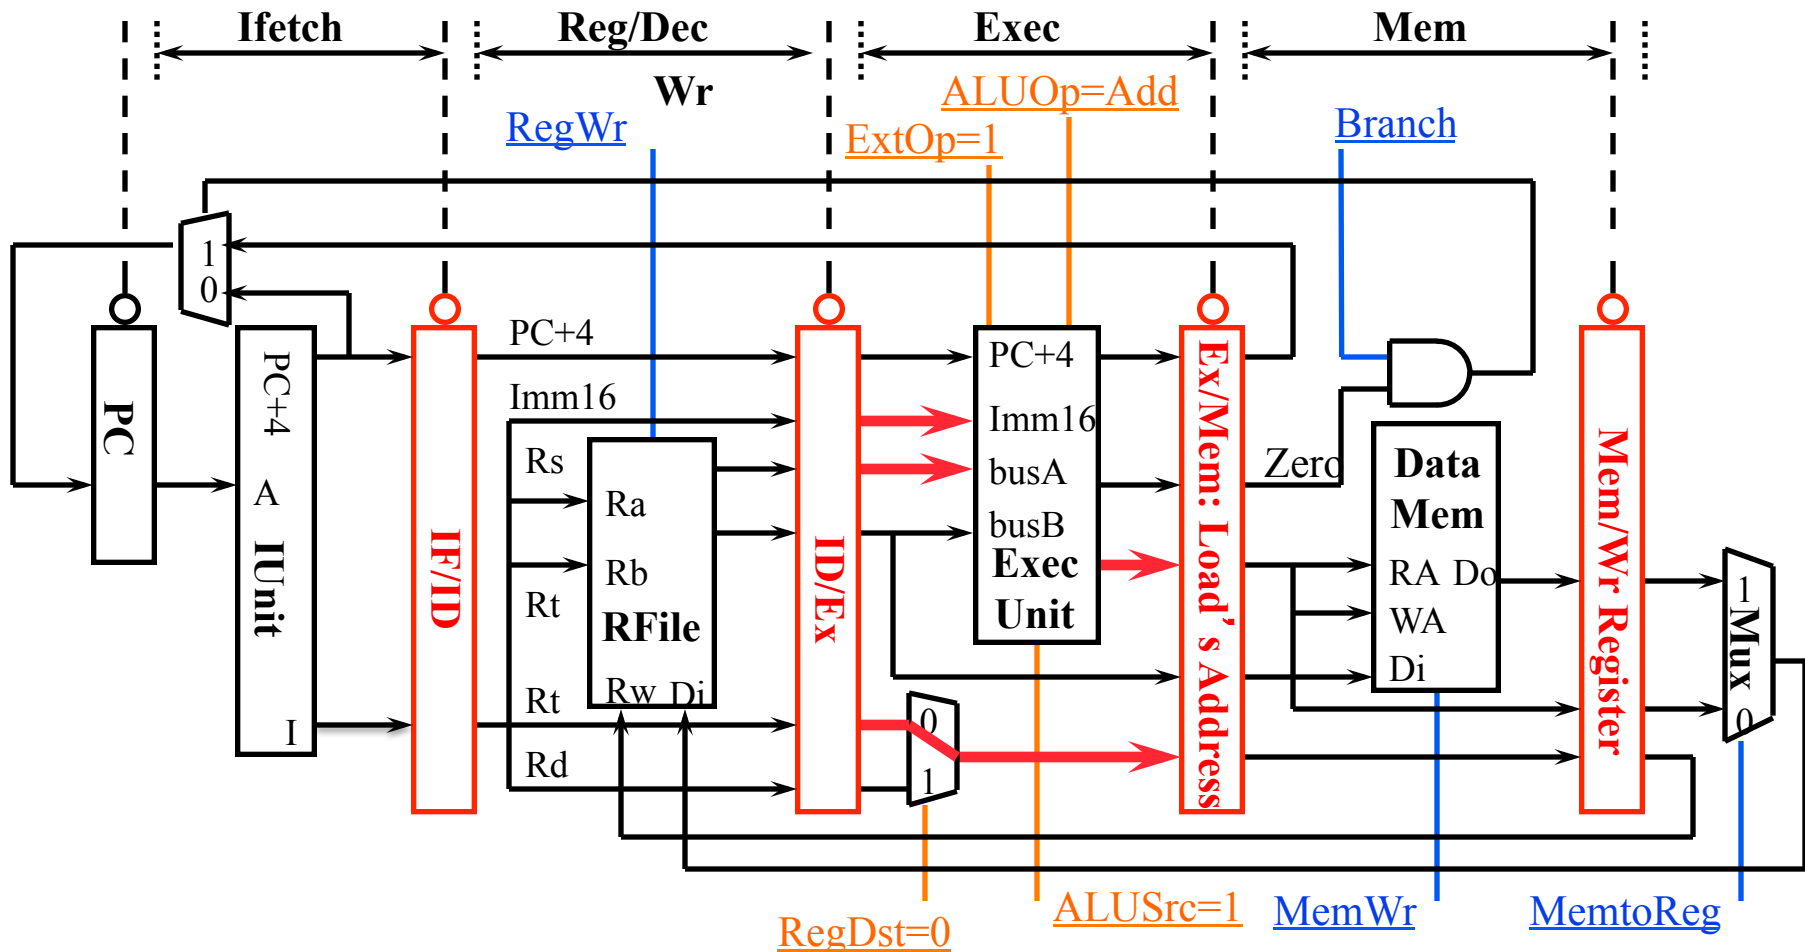 Ifetch
Reg/Dec
Exec
Mem
Wr
RegWr
ALUOp=Add
ExtOp=1
Branch
1
0
PC
PC+4
A
IUnit
I
IF/ID
PC+4
Imm16
Rs
Rt
Rt
Rd
Ra
Rb
RFile
Rw Di
ID/Ex
PC+4
Imm16
busA
busB
Exec
Unit
0
1
Ex/Mem: Load's Address
Zero
Data
Mem
RA Do
WA
Di
Mem/Wr Register
1
Mux
0
RegDst=0
ALUSrc=1
MemWr
MemtoReg